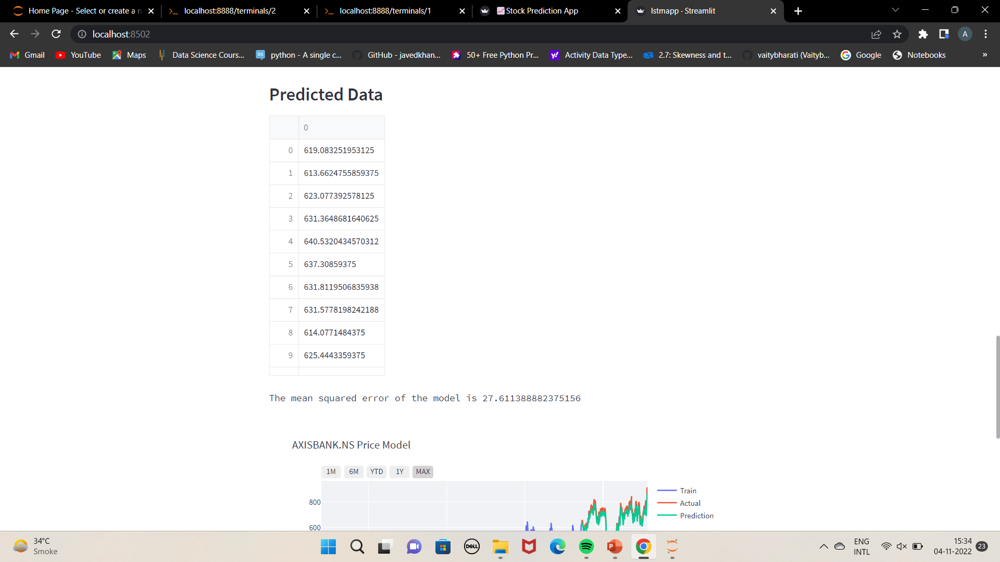 Home Page - Select or create a n
localhost:8888/terminals/2
localhost:8888/terminals/1
📈Stock Prediction App
lstmapp · Streamlit
localhost:8502
A
Gmail
YouTube
Maps
Data Science Cours...
DS python - A single c...
GitHub - javedkhan...
50+ Free Python Pr...
y! Activity Data Type...
2.7: Skewness and t...
vaitybharati (Vaityb...
Google
Notebooks
»
Predicted Data
0
0 619.083251953125
1 613.6624755859375
2 623.077392578125
3 631.3648681640625
4 640.5320434570312
5 637.30859375
6 631.8119506835938
7 631.5778198242188
8 614.0771484375
9 625.4443359375
The mean squared error of the model is 27.611388882375156
AXISBANK.NS Price Model
1M 6M YTD 1Y MAX
Train
Actual
Prediction
800
600
34°C
Smoke
DELL
P
ENG
INTL
15:34
04-11-2022
23